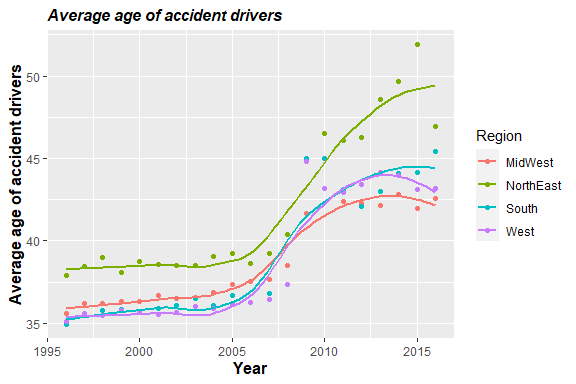 Average age of accident drivers
Average age of accident drivers
50
45
40
35
1995
2000
2005
2010
2015
Year
Region
MidWest
NorthEast
South
West